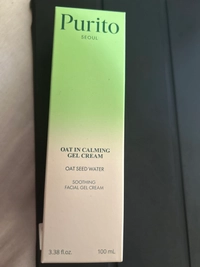 Purito
SEOUL
OAT IN CALMING
GEL CREAM
OAT SEED WATER
SOOTHING
FACIAL GEL CREAM
3.38 fl.oz. 100 mL